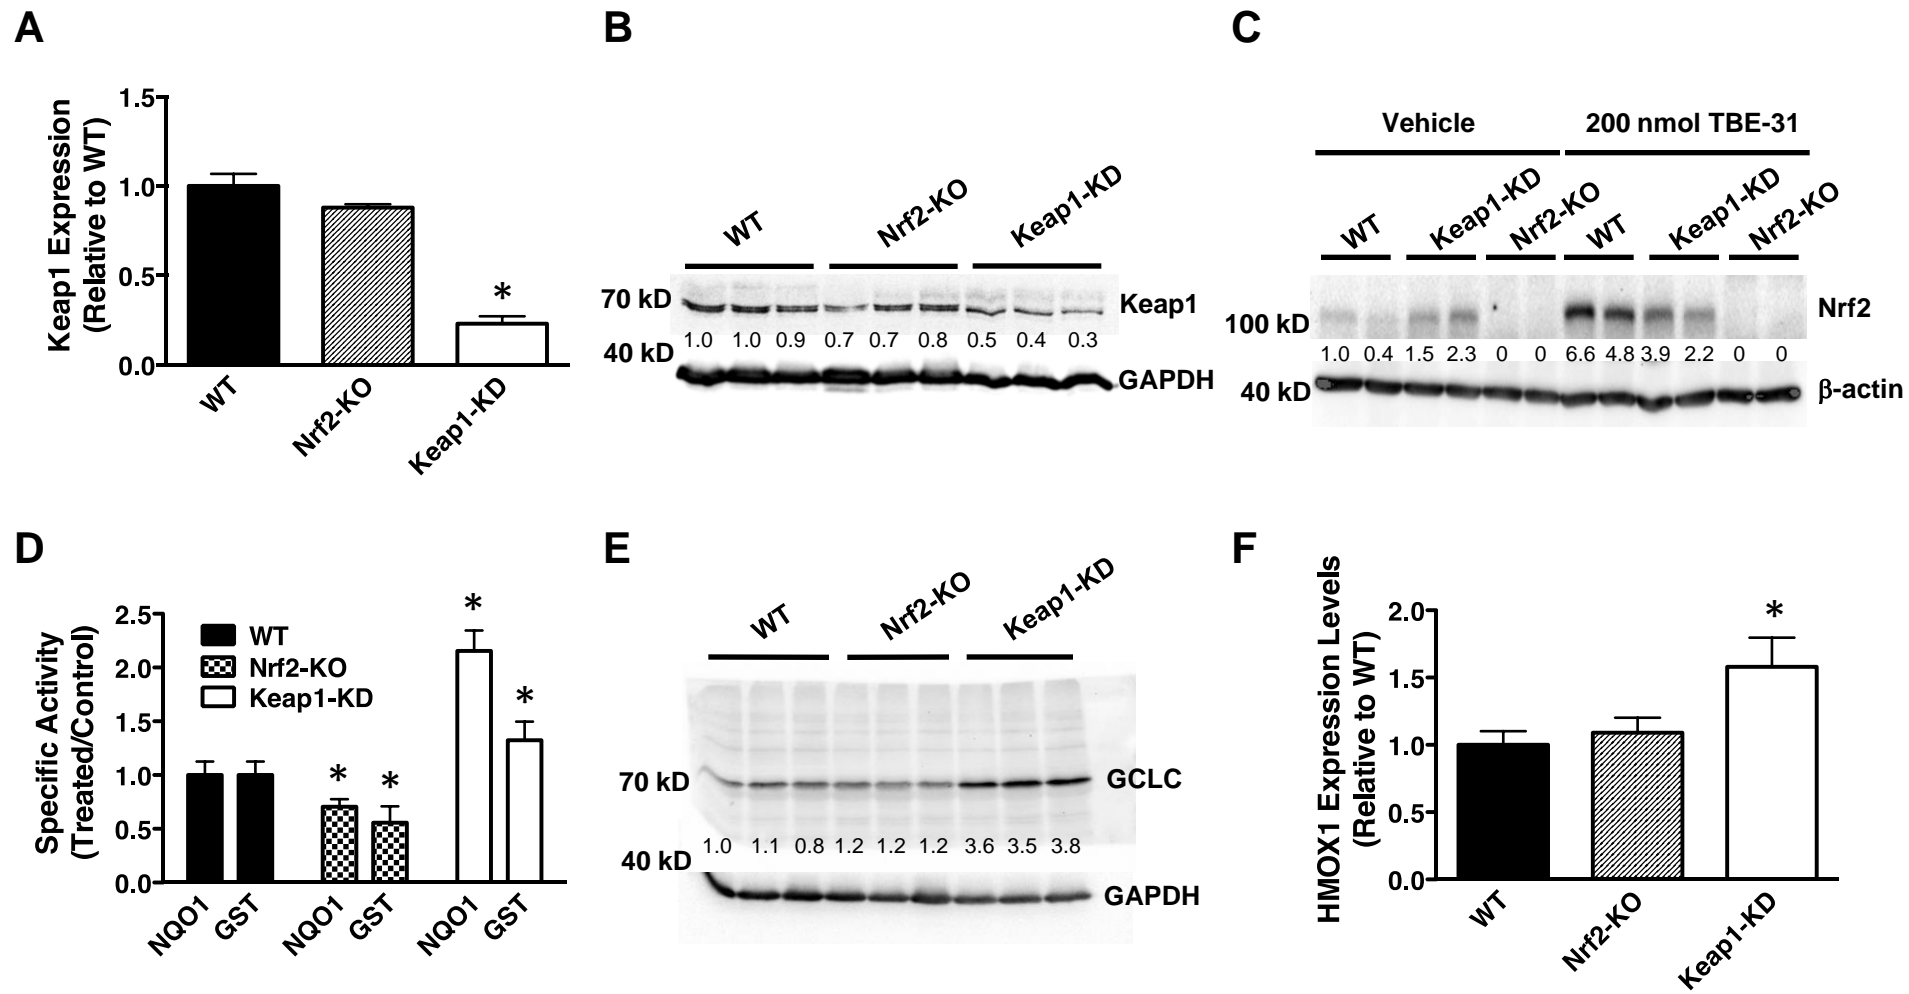 A
Keap1 Expression
(Relative to WT)
1.5
1.0
0.5
0.0
*
WT
Nrf2-KO
Keap1-KD
B
WT
Nrf2-KO
Keap1-KD
70 kD
Keap1
1.0 1.0 0.9 0.7 0.7 0.8 0.5 0.4 0.3
40 kD
GAPDH
C
Vehicle
200 nmol TBE-31
WT
Keap1-KD
Nrf2-KO
WT
Keap1-KD
Nrf2-KO
100 kD
Nrf2
1.0 0.4 1.5 2.3 0 0 6.6 4.8 3.9 2.2 0 0
40 kD
β-actin
D
Specific Activity
(Treated/Control)
2.5
2.0
1.5
1.0
0.5
0.0
WT
Nrf2-KO
Keap1-KD
* * * *
NQO1
GST
NQO1
GST
NQO1
GST
E
WT
Nrf2-KO
Keap1-KD
70 kD
GCLC
1.0 1.1 0.8 1.2 1.2 1.2 3.6 3.5 3.8
40 kD
GAPDH
F
HMOX1 Expression Levels
(Relative to WT)
2.0
1.5
1.0
0.5
0.0
*
WT
Nrf2-KO
Keap1-KD